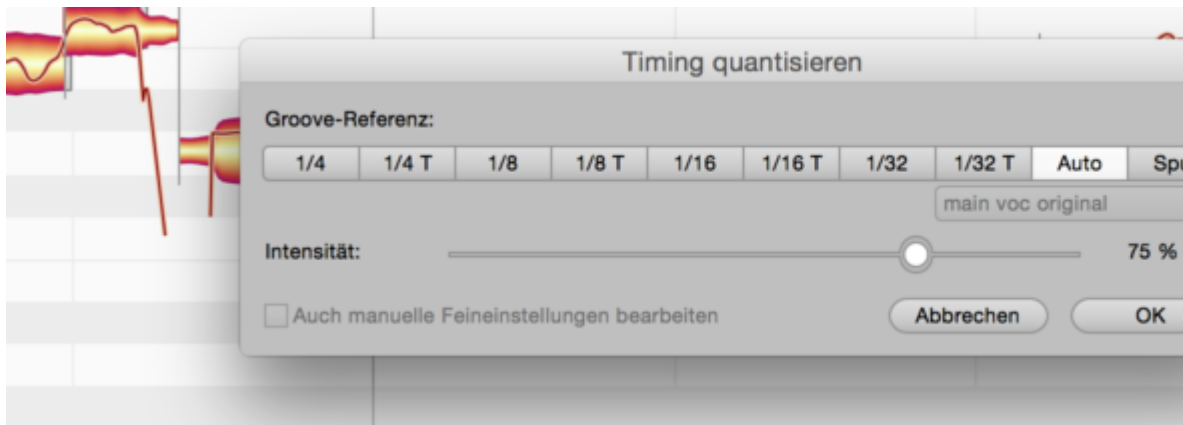 Timing quantisieren
Groove-Referenz:
1/4 1/4 T 1/8 1/8 T 1/16 1/16 T 1/32 1/32 T Auto Spu
main voc original
Intensität: 75 %
Auch manuelle Feineinstellungen bearbeiten Abbrechen OK